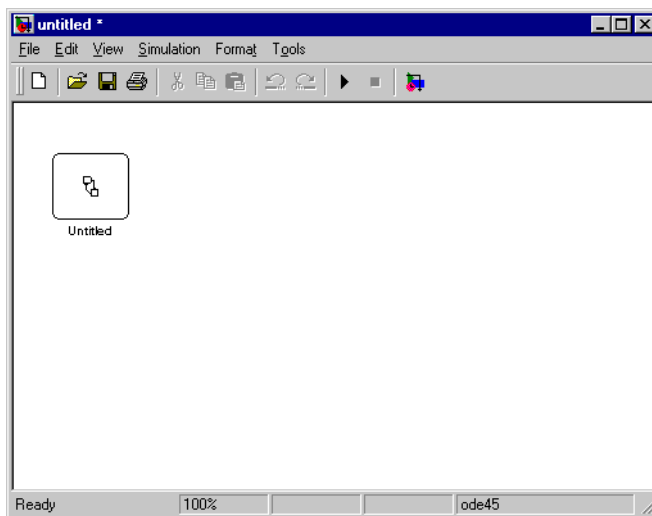 untitled *
File Edit View Simulation Format Tools
Untitled
Ready 100% ode45